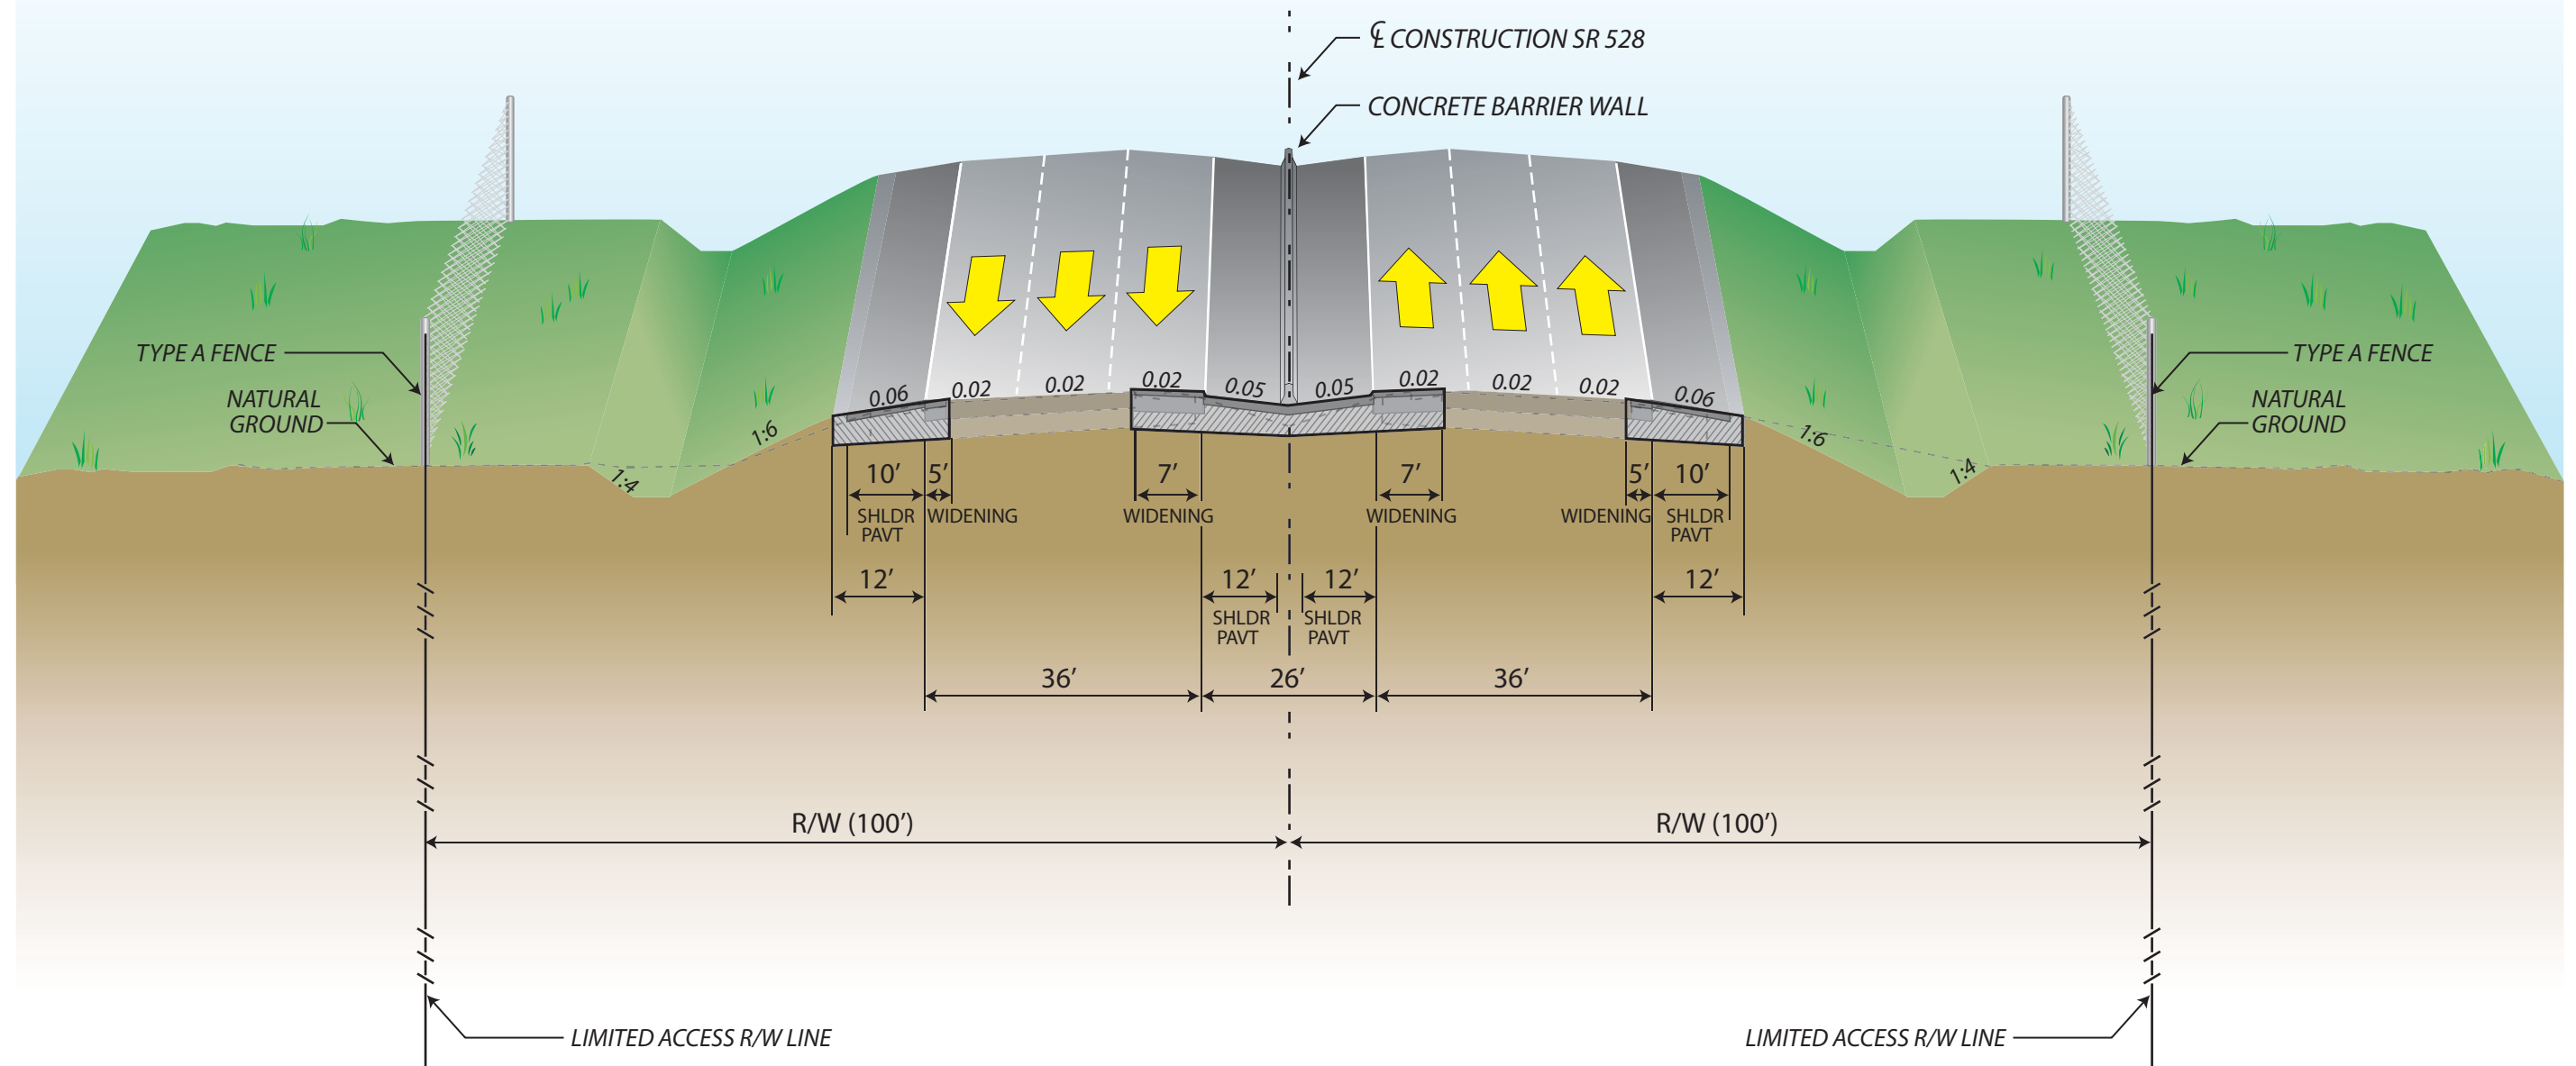 ℄ CONSTRUCTION SR 528
CONCRETE BARRIER WALL
TYPE A FENCE
TYPE A FENCE
NATURAL
GROUND
NATURAL
GROUND
0.06 0.02 0.02 0.02 0.05 0.05 0.02 0.02 0.02 0.06
1:6
1:6
1:4
1:4
10’ 5’ 7’ 7’ 5’ 10’
SHLDR
PAVT
WIDENING
WIDENING
WIDENING
WIDENING
SHLDR
PAVT
12’ 12’ 12’ 12’
SHLDR
PAVT
SHLDR
PAVT
36’ 26’ 36’
R/W (100’)
R/W (100’)
LIMITED ACCESS R/W LINE
LIMITED ACCESS R/W LINE